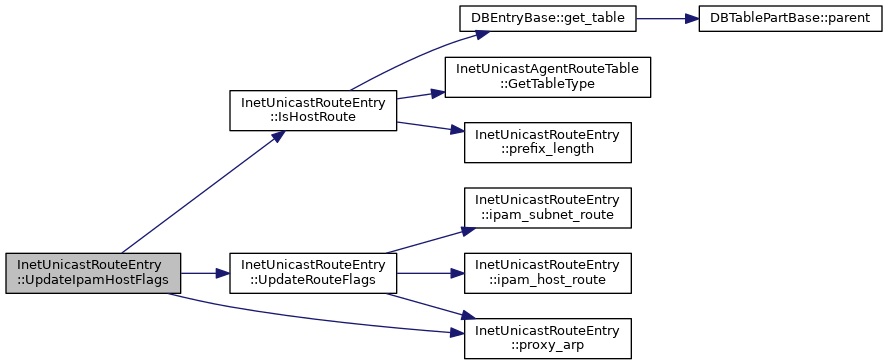 DBEntryBase::get_table
DBTablePartBase::parent
InetUnicastAgentRouteTable
::GetTableType
InetUnicastRouteEntry
::IsHostRoute
InetUnicastRouteEntry
::prefix_length
InetUnicastRouteEntry
::ipam_subnet_route
InetUnicastRouteEntry
::UpdateIpamHostFlags
InetUnicastRouteEntry
::UpdateRouteFlags
InetUnicastRouteEntry
::ipam_host_route
InetUnicastRouteEntry
::proxy_arp